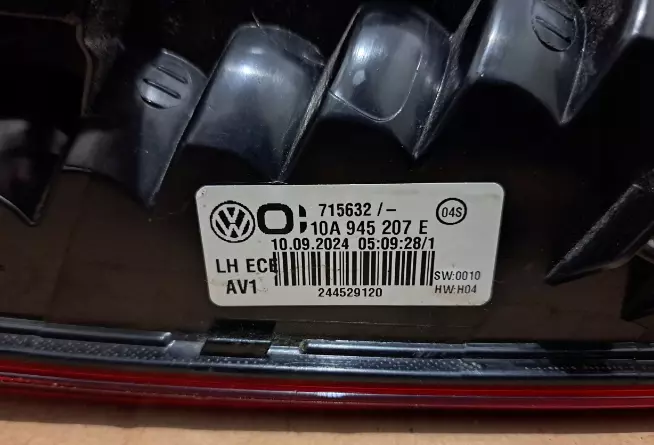 715632 / -
04S
10A 945 207 E
10.09.2024 05:09:28/1
LH ECE
SW:0010
AV1
HW:H04
244529120